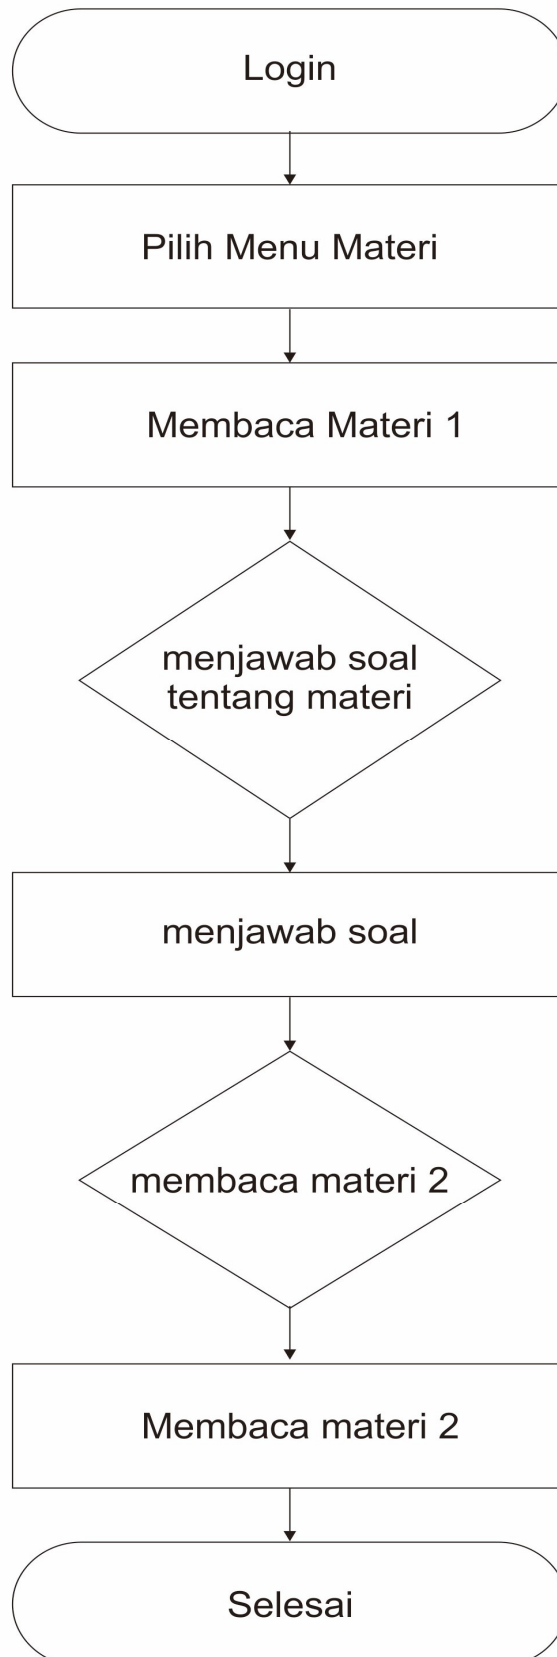 Login
Pilih Menu Materi
Membaca Materi 1
menjawab soal
tentang materi
menjawab soal
membaca materi 2
Membaca materi 2
Selesai